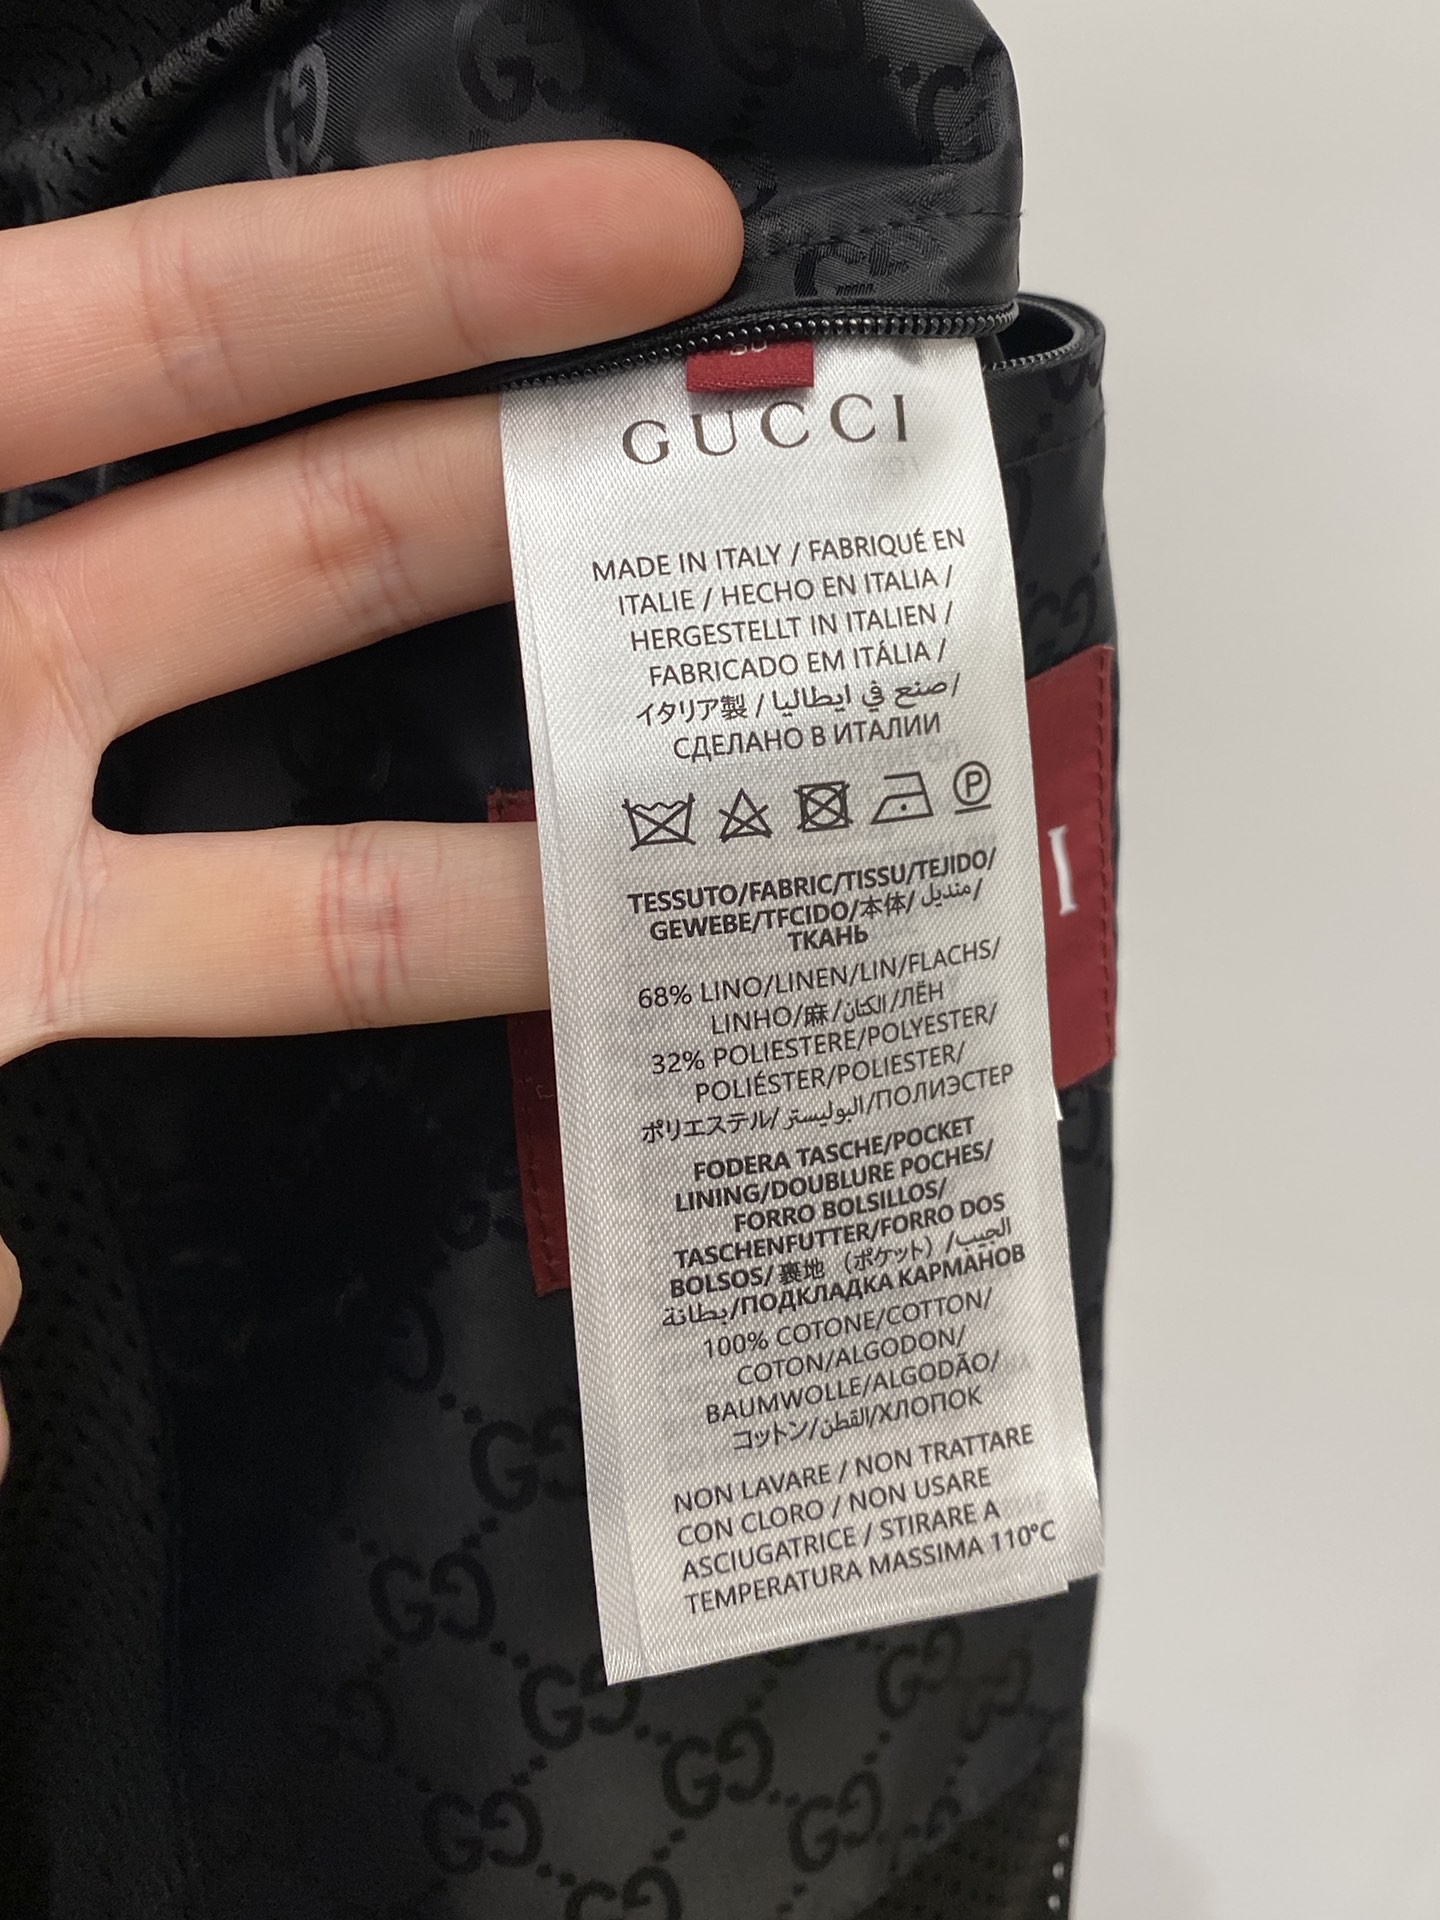 GUCCI
MADE IN ITALY / FABRIQUÉ EN
ITALIE / HECHO EN ITALIA /
HERGESTELLT IN ITALIEN /
FABRICADO EM ITÁLIA /
イタリア製 / صنع في ايطاليا /
СДЕЛАНО В ИТАЛИИ
P
TESSUTO/FABRIC/TISSU/TEJIDO/
GEWEBE/TFCIDO/本体/منديل/
ТКАНЬ
68% LINO/LINEN/LIN/FLACHS/
LINHO/麻/الكتان/ЛЁН
32% POLIESTERE/POLYESTER/
POLIÉSTER/POLIESTER/
ポリエステル/البوليستر/ПОЛИЭСТЕР
FODERA TASCHE/POCKET
LINING/DOUBLURE POCHES/
FORRO BOLSILLOS/
TASCHENFUTTER/FORRO DOS
BOLSOS/裏地（ポケット）/الجيب
بطانة/ПОДКЛАДКА КАРМАНОВ
100% COTONE/COTTON/
COTON/ALGODON/
BAUMWOLLE/ALGODÃO/
コットン/القطن/ХЛОПОК
NON LAVARE / NON TRATTARE
CON CLORO / NON USARE
ASCIUGATRICE / STIRARE A
TEMPERATURA MASSIMA 110°C
I